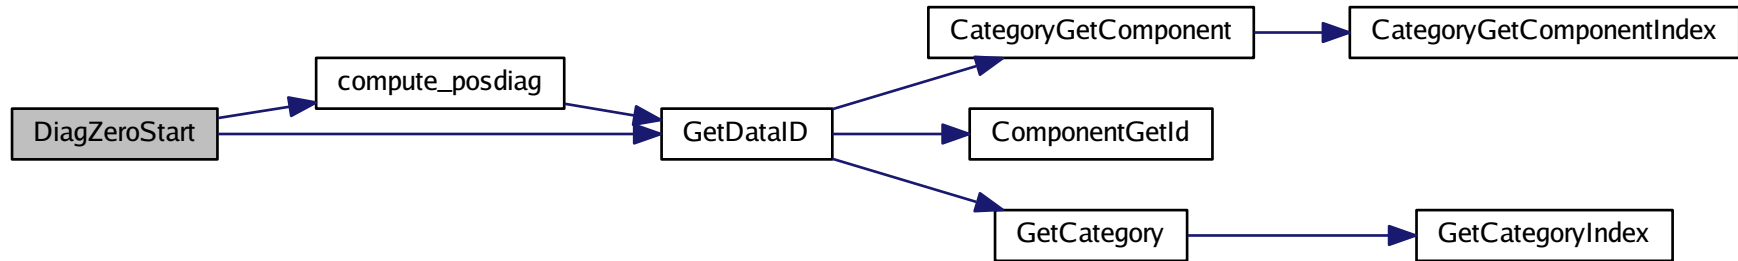 DiagZeroStart
compute_posdiag
GetDataID
CategoryGetComponent
CategoryGetComponentIndex
ComponentGetId
GetCategory
GetCategoryIndex